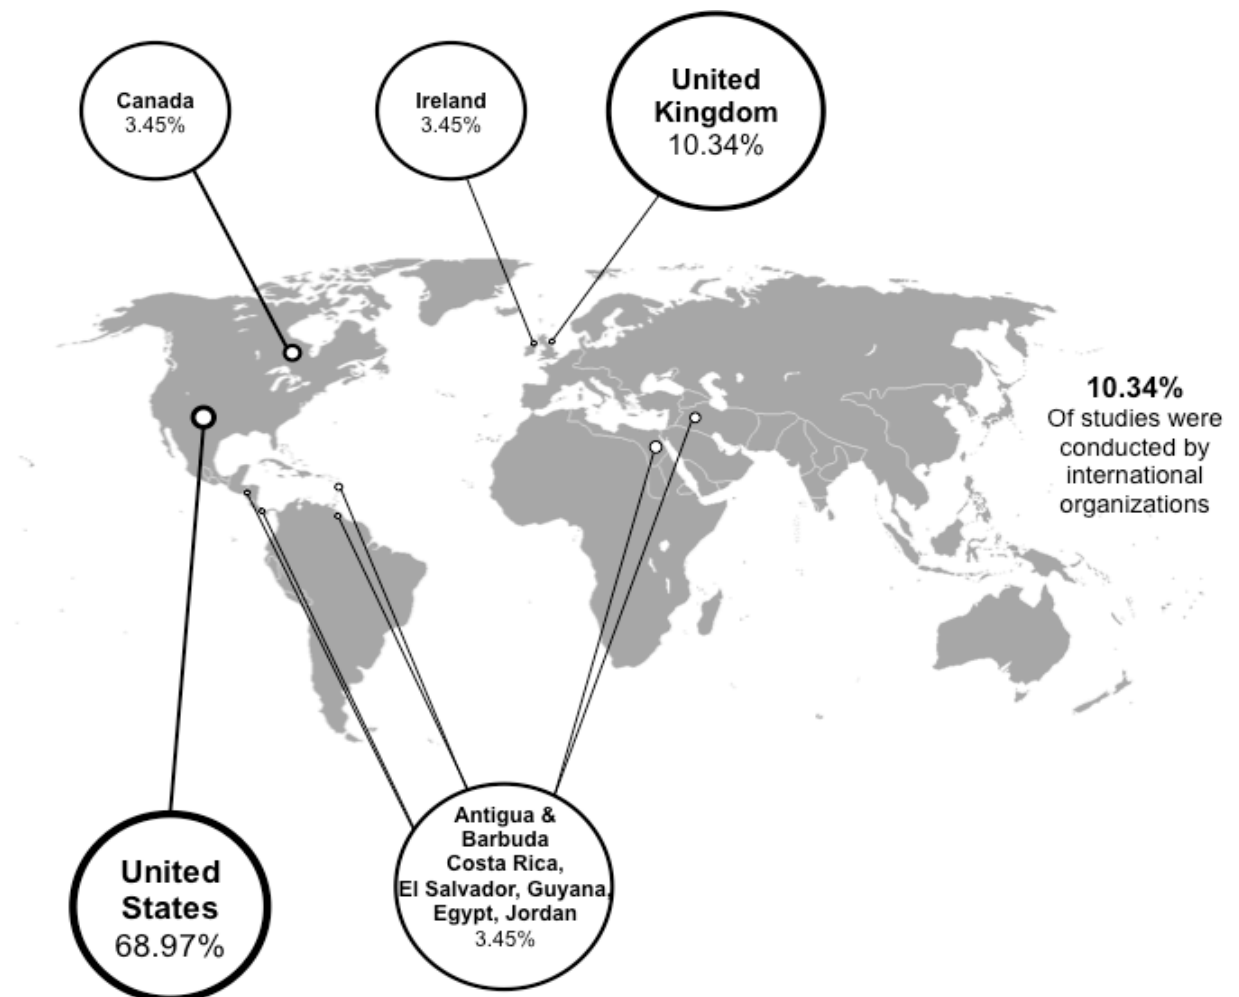 Canada
3.45%
Ireland
3.45%
United
Kingdom
10.34%
10.34%
Of studies were
conducted by
international
organizations
United
States
68.97%
Antigua &
Barbuda
Costa Rica,
El Salvador, Guyana,
Egypt, Jordan
3.45%